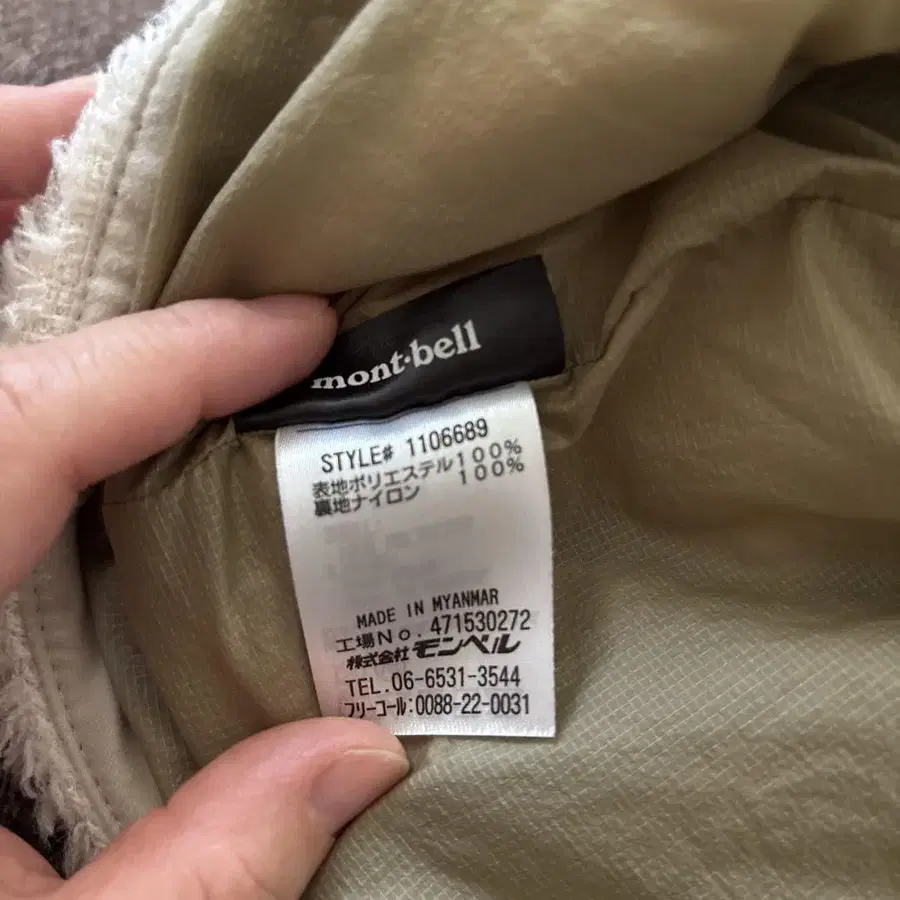 mont·bell
STYLE# 1106689
表地ポリエステル100%
裏地ナイロン 100%
MADE IN MYANMAR
工場No. 471530272
株式会社モンベル
TEL.06-6531-3544
フリーコール:0088-22-0031